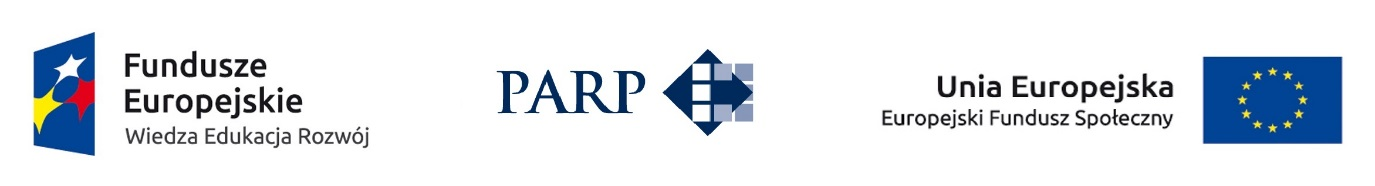 Fundusze
Europejskie
Wiedza Edukacja Rozwój
PARP
Unia Europejska
Europejski Fundusz Społeczny